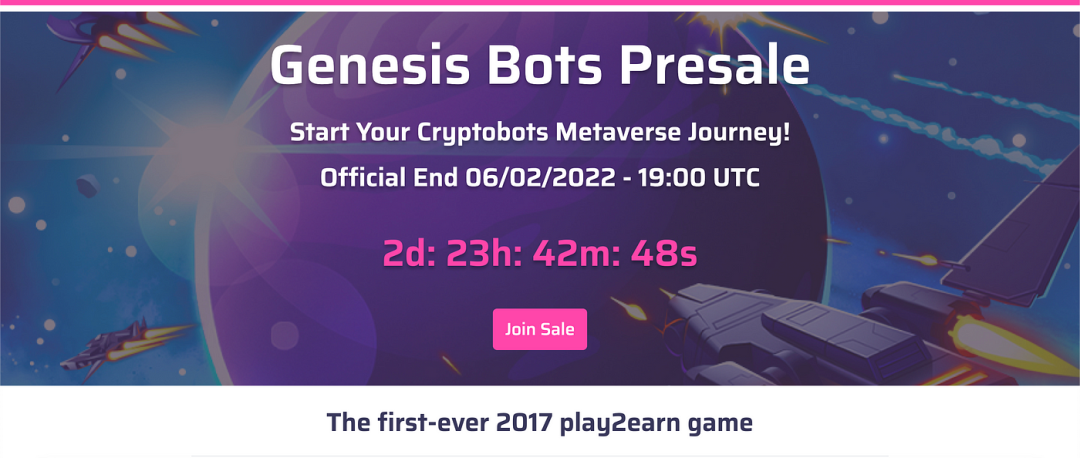 Genesis Bots Presale
Start Your Cryptobots Metaverse Journey!
Official End 06/02/2022 - 19:00 UTC
2d: 23h: 42m: 48s
Join Sale
The first-ever 2017 play2earn game